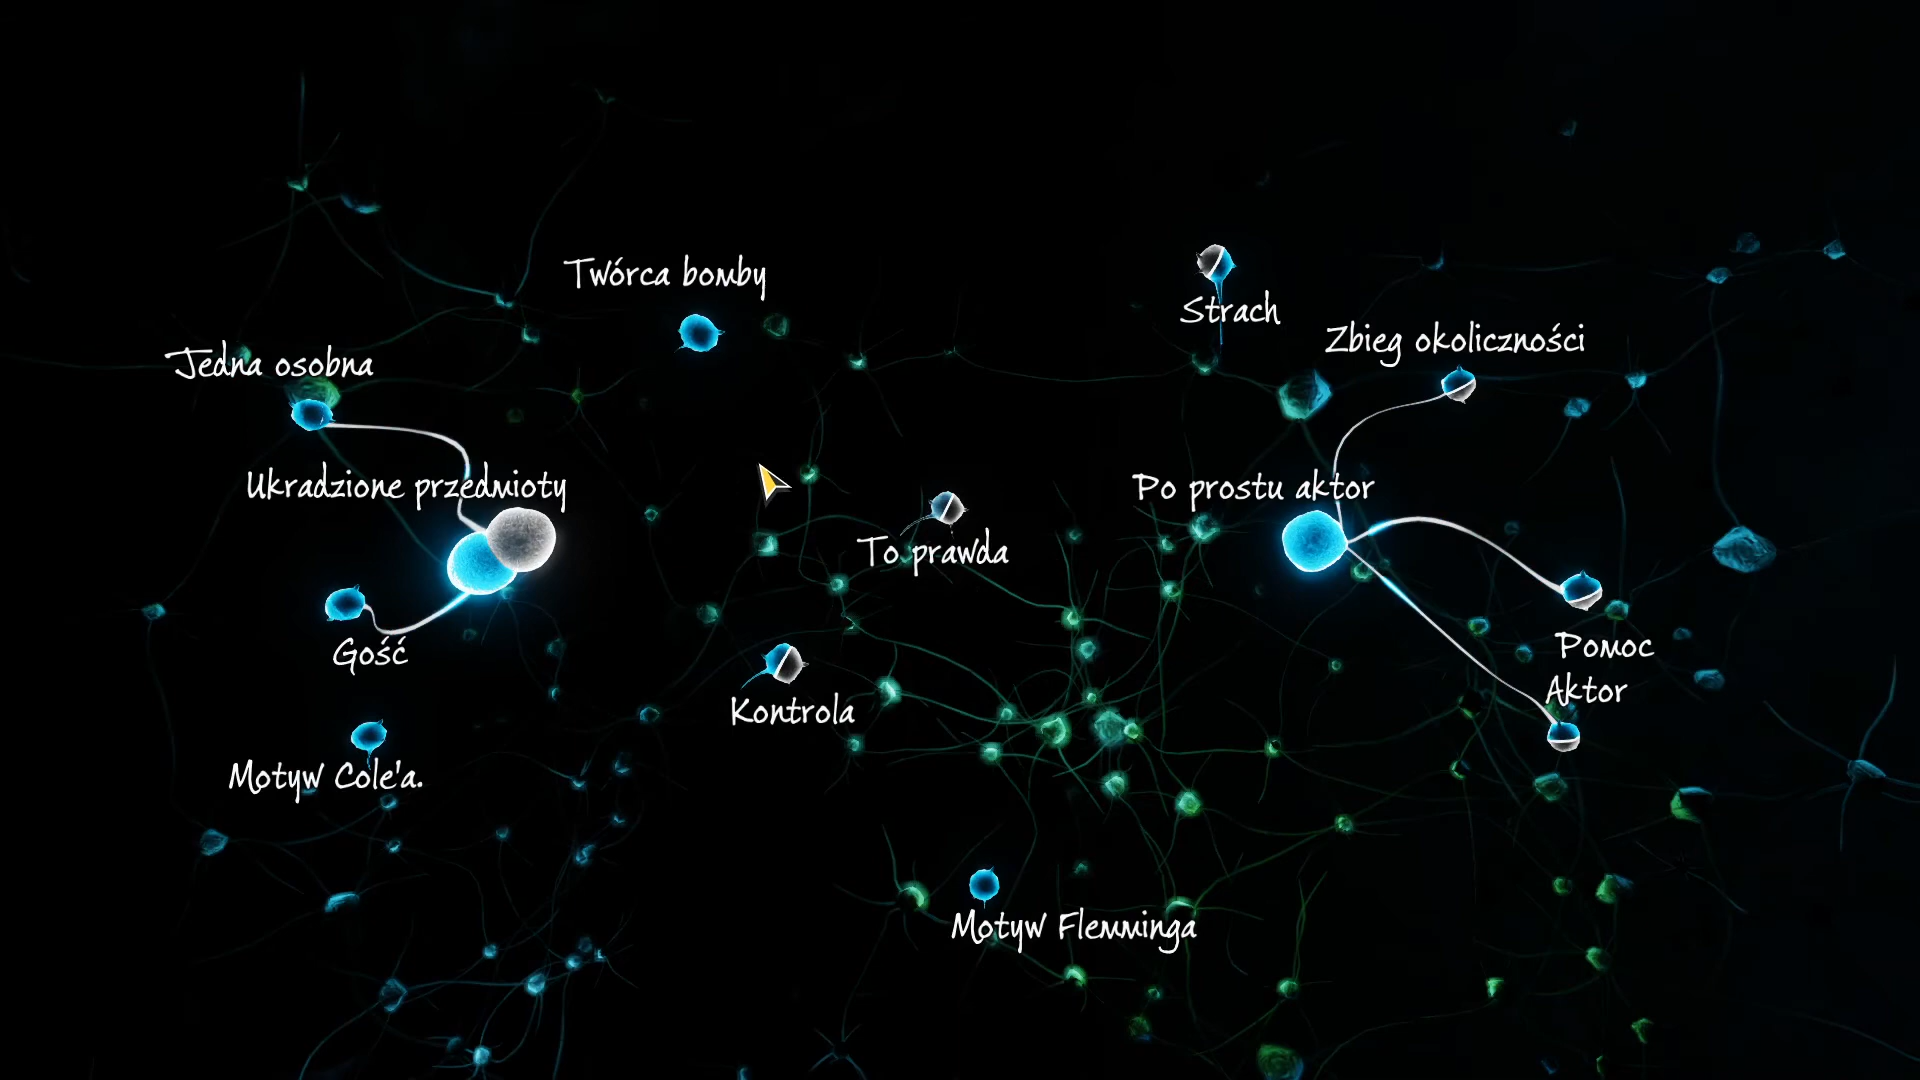 Twórca bomby
Strach
Zbieg okoliczności
Jedna osobna
Ukradzione przedmioty
Po prostu aktor
To prawda
Gość
Pomoc
Aktor
Kontrola
Motyw Cole'a.
Motyw Flemminga